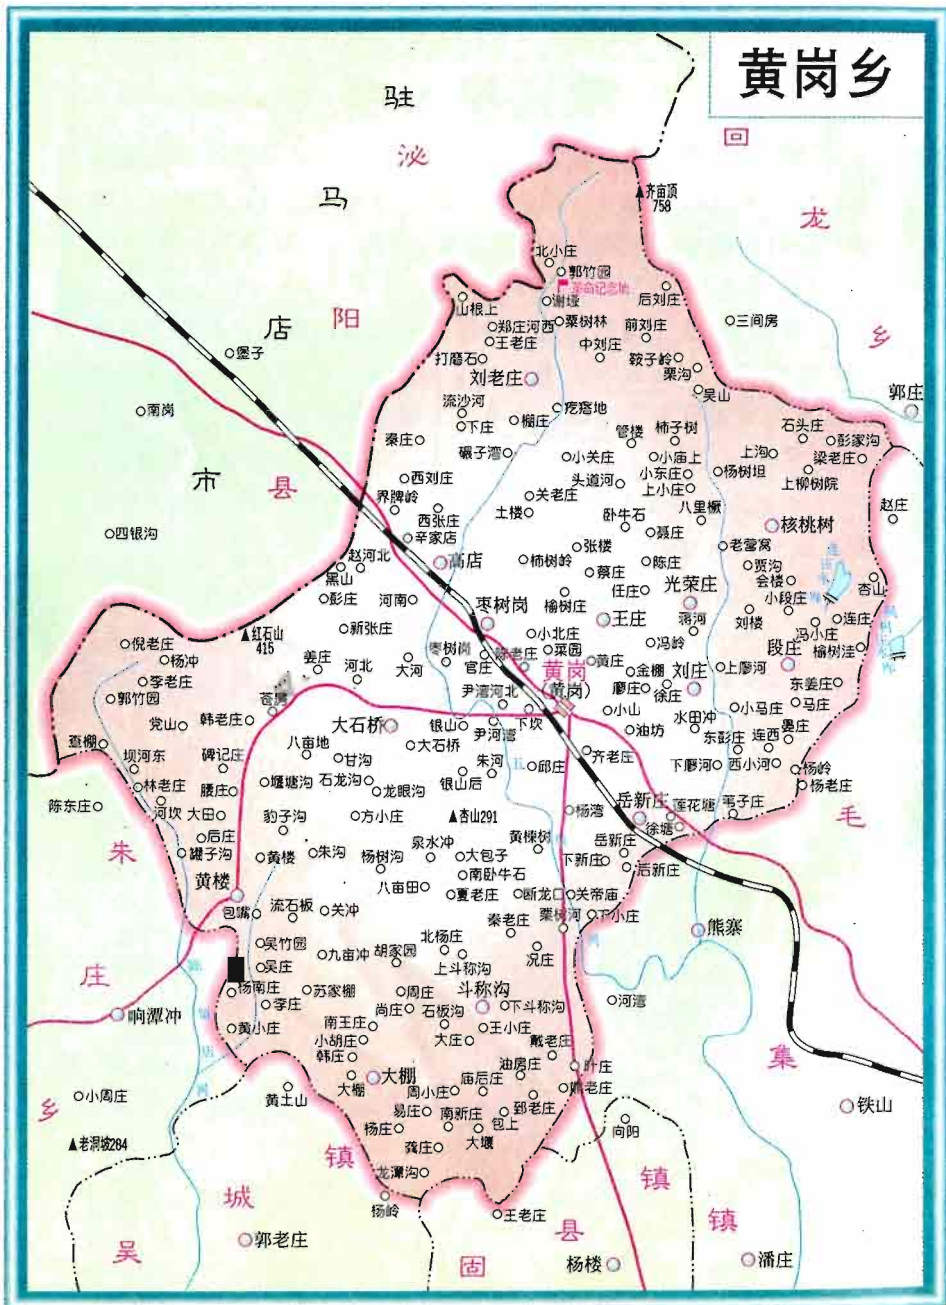 黄岗乡
驻
马
店
市
泌
阳
县
回
龙
乡
齐亩顶
758
北小庄
郭竹园
革命纪念地
谢垭
后刘庄
山根上
郑庄河西
栗树林
前刘庄
三间房
王老庄
中刘庄
堡子
打磨石
鞍子岭
栗沟
刘老庄
吴山
郭庄
南岗
流沙河
疙瘩地
下庄
棚庄
管楼
柿子树
石头庄
秦庄
彭家沟
碾子湾
小关庄
小庙上
上沟
梁老庄
西刘庄
头道河
小东庄
杨树坦
上柳树院
界牌岭
关老庄
上小庄
赵庄
西张庄
土楼
卧牛石
八里橛
核桃树
四银沟
辛家店
聂庄
赵河北
张楼
老营窝
高店
柿树岭
陈庄
贾沟
黑山
蔡庄
会楼
杏山
彭庄
河南
榆树庄
任庄
光荣庄
小段庄
枣树岗
王庄
蒋河
刘楼
连庄
红石山
415
新张庄
小北庄
冯小庄
倪老庄
枣树岗
菜园
冯岭
段庄
榆树洼
杨冲
姜庄
河北
大河
官庄
陈老庄
黄庄
上廖河
黄岗
(黄岗)
金棚
刘庄
李老庄
尹湾河北
廖庄
徐庄
东姜庄
郭竹园
苍房
马庄
党山
韩老庄
大石桥
银山
下坎
小山
水田冲
小马庄
尹河湾
油坊
晏庄
查棚
八亩地
大石桥
东彭庄
连西
坝河东
碑记庄
甘沟
朱河
邱庄
齐老庄
下廖河
西小河
杨岭
林老庄
腰庄
堰塘沟
石龙沟
龙眼沟
银山后
杨老庄
岳新庄
莲花塘
苇子庄
陈东庄
河坎
大田
豹子沟
方小庄
杏山291
杨湾
徐塘
毛
后庄
黄楝树
岳新庄
朱
罐子沟
黄楼
朱沟
杨树沟
泉水冲
大包子
下新庄
后新庄
黄楼
八亩田
南卧牛石
夏老庄
断龙口
关帝庙
包嘴
流石板
关冲
栗树河
下小庄
秦老庄
熊寨
吴竹园
北杨庄
九亩冲
胡家园
况庄
庄
吴庄
上斗称沟
杨南庄
苏家棚
周庄
斗称沟
河湾
李庄
尚庄
下斗称沟
响潭冲
南王庄
石板沟
黄小庄
王小庄
小胡庄
大庄
戴老庄
集
韩庄
油房庄
叶庄
大棚
大棚
庙后庄
小周庄
黄土山
周小庄
郢老庄
铁山
乡
易庄
南新庄
包上
杨庄
大堰
向阳
老洞坡284
龚庄
镇
龙潭沟
镇
城
杨岭
王老庄
镇
吴
郭老庄
固
县
杨楼
潘庄